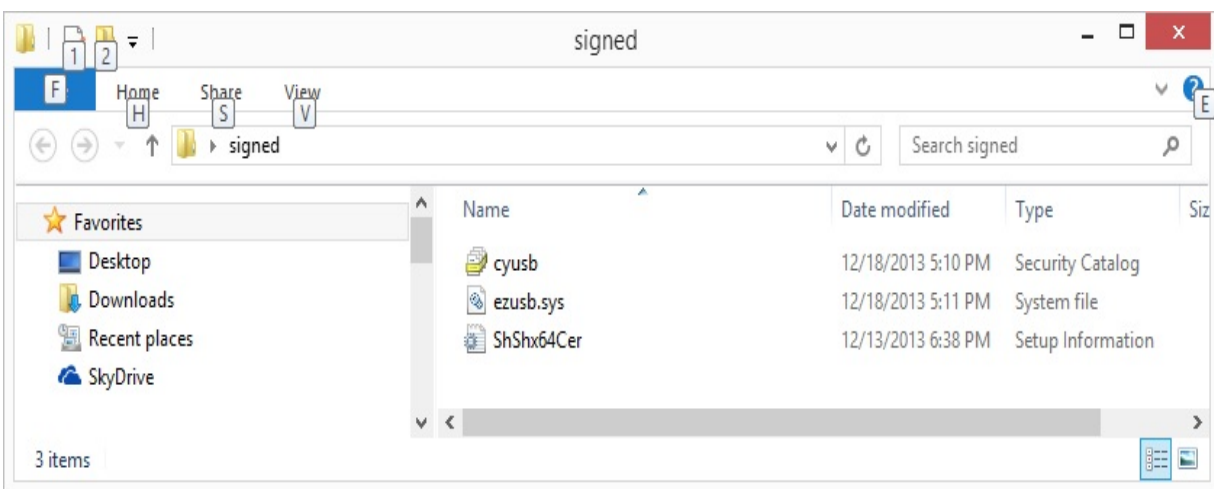 signed
1 2
F Home Share View
H S V E
signed Search signed
Name Date modified Type Siz
Favorites
Desktop
Downloads
Recent places
SkyDrive
cyusb 12/18/2013 5:10 PM Security Catalog
ezusb.sys 12/18/2013 5:11 PM System file
ShShx64Cer 12/13/2013 6:38 PM Setup Information
3 items